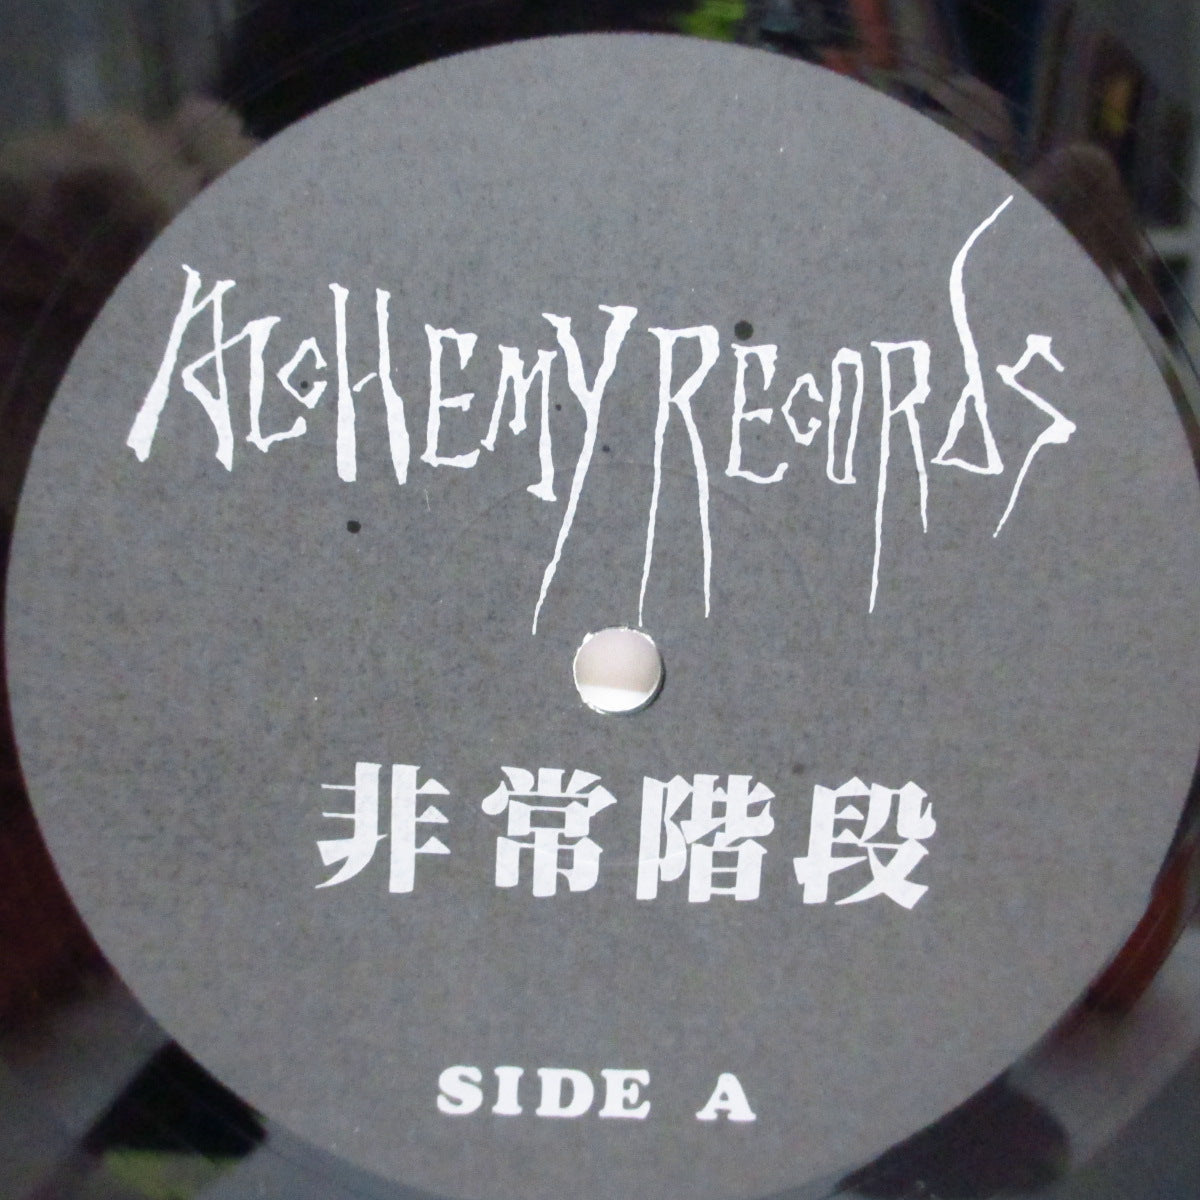 ALCHEMY RECORDS
非常階段
SIDE A